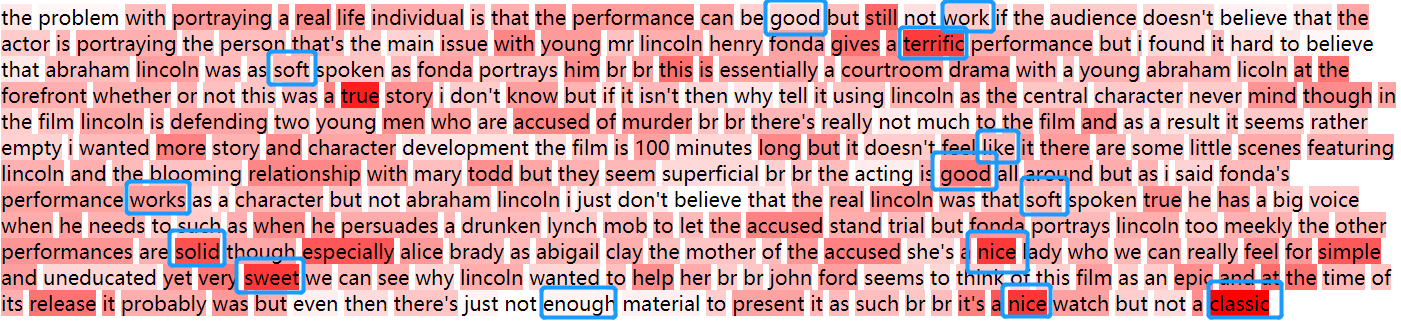 the problem with portraying a real life individual is that the performance can be good but still not work if the audience doesn't believe that the
actor is portraying the person that's the main issue with young mr lincoln henry fonda gives a terrific performance but i found it hard to believe
that abraham lincoln was as soft spoken as fonda portrays him br br this is essentially a courtroom drama with a young abraham licoln at the
forefront whether or not this was a true story i don't know but if it isn't then why tell it using lincoln as the central character never mind though in
the film lincoln is defending two young men who are accused of murder br br there's really not much to the film and as a result it seems rather
empty i wanted more story and character development the film is 100 minutes long but it doesn't feel like it there are some little scenes featuring
lincoln and the blooming relationship with mary todd but they seem superficial br br the acting is good all around but as i said fonda's
performance works as a character but not abraham lincoln i just don't believe that the real lincoln was that soft spoken true he has a big voice
when he needs to such as when he persuades a drunken lynch mob to let the accused stand trial but fonda portrays lincoln too meekly the other
performances are solid though especially alice brady as abigail clay the mother of the accused she's a nice lady who we can really feel for simple
and uneducated yet very sweet we can see why lincoln wanted to help her br br john ford seems to think of this film as an epic and at the time of
its release it probably was but even then there's just not enough material to present it as such br br it's a nice watch but not a classic